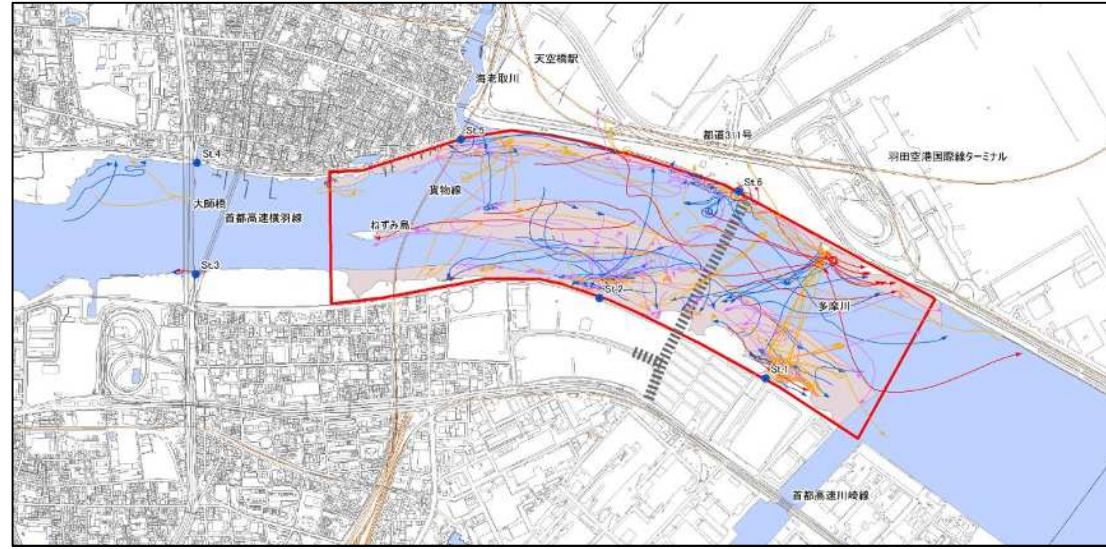 天空橋駅
海老取川
St.5
都道311号
羽田空港国際線ターミナル
St.4
St.6
貨物線
大師橋
首都高速横羽線
ねずみ島
St.3
St.2
多摩川
St.1
首都高速川崎線